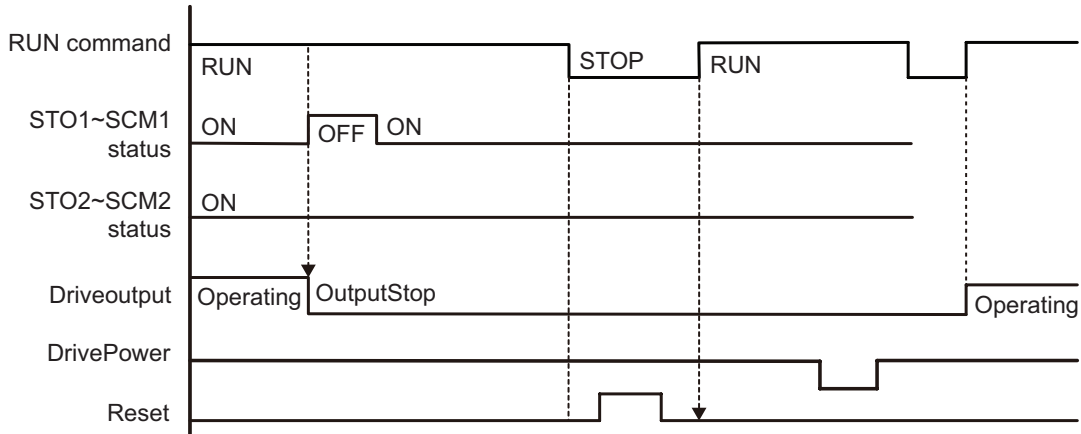 RUN command
RUN
STOP
RUN
STO1~SCM1
status
ON
OFF
ON
STO2~SCM2
status
ON
Driveoutput
Operating
OutputStop
Operating
DrivePower
Reset